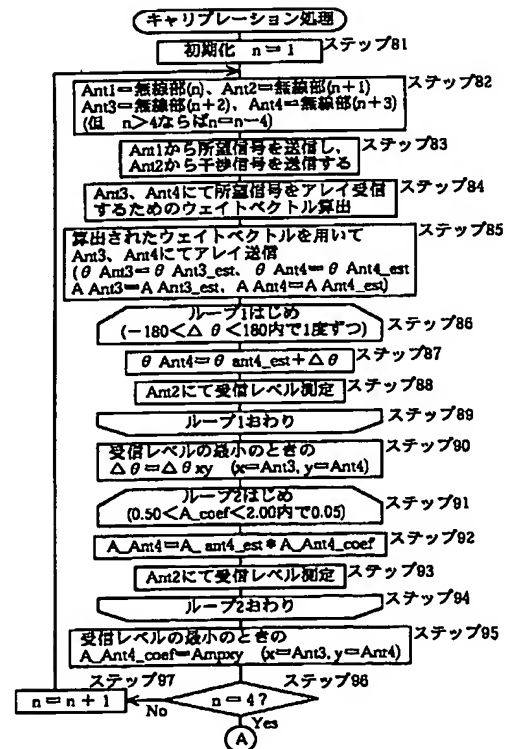 キャリブレーション処理
初期化 n=1 ステップ81
Ant1=無線部(n)、Ant2=無線部(n+1)
Ant3=無線部(n+2)、Ant4=無線部(n+3)
(但 n>4ならばn=n-4)
ステップ82
Ant1から所望信号を送信し、
Ant2から干渉信号を送信する
ステップ83
Ant3、Ant4にて所望信号をアレイ受信
するためのウェイトベクトル算出
ステップ84
算出されたウェイトベクトルを用いて
Ant3、Ant4にてアレイ送信
(θ Ant3=θ Ant3_est、θ Ant4=θ Ant4_est
A Ant3=A Ant3_est、A Ant4=A Ant4_est)
ステップ85
ループ1はじめ
(-180<△θ<180内で1度ずつ)
ステップ86
θ Ant4=θ ant4_est+△θ ステップ87
Ant2にて受信レベル測定 ステップ88
ループ1おわり ステップ89
受信レベルの最小のときの
△θ=△θxy (x=Ant3, y=Ant4)
ステップ90
ループ2はじめ
(0.50<A_coef<2.00内で0.05)
ステップ91
A_Ant4=A_ant4_est*A_Ant4_coef ステップ92
Ant2にて受信レベル測定 ステップ93
ループ2おわり ステップ94
受信レベルの最小のときの
A_Ant4_coef=Ampxy (x=Ant3, y=Ant4)
ステップ95
ステップ97 ステップ96
n=n+1 No n=4?
Yes
A